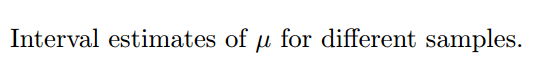 Interval estimates of μ for different samples.